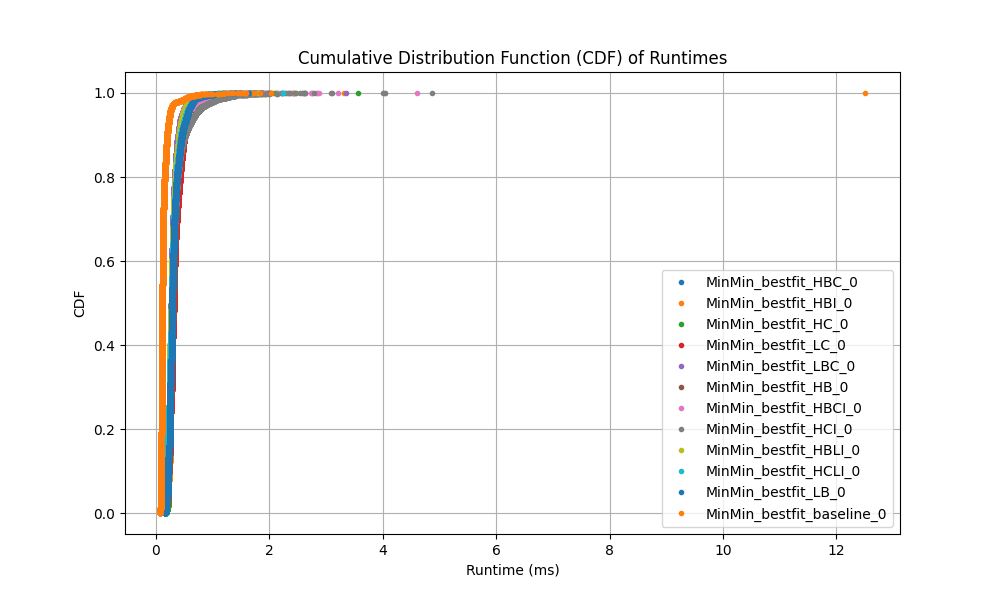 Cumulative Distribution Function (CDF) of Runtimes
CDF
1.0
0.8
0.6
0.4
0.2
0.0
MinMin_bestfit_HBC_0
MinMin_bestfit_HBI_0
MinMin_bestfit_HC_0
MinMin_bestfit_LC_0
MinMin_bestfit_LBC_0
MinMin_bestfit_HB_0
MinMin_bestfit_HBCI_0
MinMin_bestfit_HCI_0
MinMin_bestfit_HBLI_0
MinMin_bestfit_HCLI_0
MinMin_bestfit_LB_0
MinMin_bestfit_baseline_0
0 2 4 6 8 10 12
Runtime (ms)